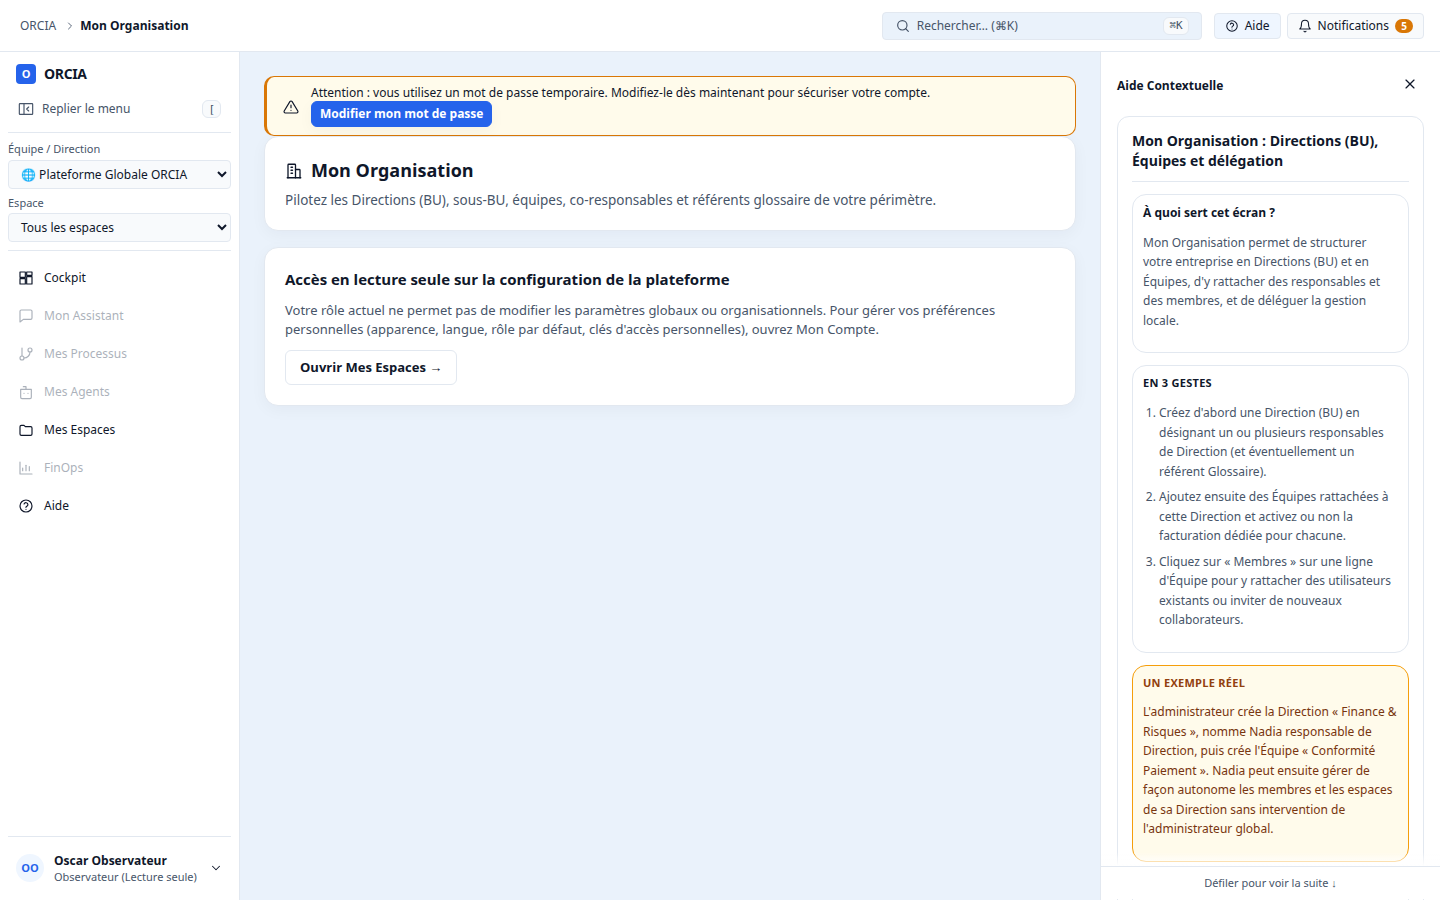 ORCIA > Mon Organisation
Rechercher... (⌘K)
⌘K
Aide
Notifications 5
O ORCIA
Replier le menu [
Équipe / Direction
🌐 Plateforme Globale ORCIA
Espace
Tous les espaces
Cockpit
Mon Assistant
Mes Processus
Mes Agents
Mes Espaces
FinOps
Aide
OO
Oscar Observateur
Observateur (Lecture seule)
Attention : vous utilisez un mot de passe temporaire. Modifiez-le dès maintenant pour sécuriser votre compte.
Modifier mon mot de passe
Mon Organisation
Pilotez les Directions (BU), sous-BU, équipes, co-responsables et référents glossaire de votre périmètre.
Accès en lecture seule sur la configuration de la plateforme
Votre rôle actuel ne permet pas de modifier les paramètres globaux ou organisationnels. Pour gérer vos préférences
personnelles (apparence, langue, rôle par défaut, clés d'accès personnelles), ouvrez Mon Compte.
Ouvrir Mes Espaces →
Aide Contextuelle
Mon Organisation : Directions (BU),
Équipes et délégation
À quoi sert cet écran ?
Mon Organisation permet de structurer
votre entreprise en Directions (BU) et en
Équipes, d'y rattacher des responsables et
des membres, et de déléguer la gestion
locale.
EN 3 GESTES
1. Créez d'abord une Direction (BU) en
désignant un ou plusieurs responsables
de Direction (et éventuellement un
référent Glossaire).
2. Ajoutez ensuite des Équipes rattachées à
cette Direction et activez ou non la
facturation dédiée pour chacune.
3. Cliquez sur « Membres » sur une ligne
d'Équipe pour y rattacher des utilisateurs
existants ou inviter de nouveaux
collaborateurs.
UN EXEMPLE RÉEL
L'administrateur crée la Direction « Finance &
Risques », nomme Nadia responsable de
Direction, puis crée l'Équipe « Conformité
Paiement ». Nadia peut ensuite gérer de
façon autonome les membres et les espaces
de sa Direction sans intervention de
l'administrateur global.
Défiler pour voir la suite ↓